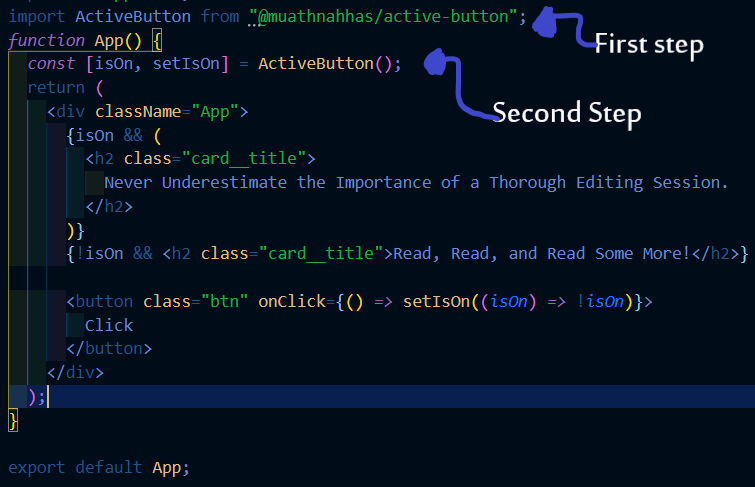 import ActiveButton from "@muathnahhas/active-button";
First step
function App() {
const [isOn, setIsOn] = ActiveButton();
Second Step
return (
<div className="App">
{isOn && (
<h2 class="card__title">
Never Underestimate the Importance of a Thorough Editing Session.
</h2>
)}
{!isOn && <h2 class="card__title">Read, Read, and Read Some More!</h2>}
<button class="btn" onClick={() => setIsOn((isOn) => !isOn)}>
Click
</button>
</div>
);
}
export default App;